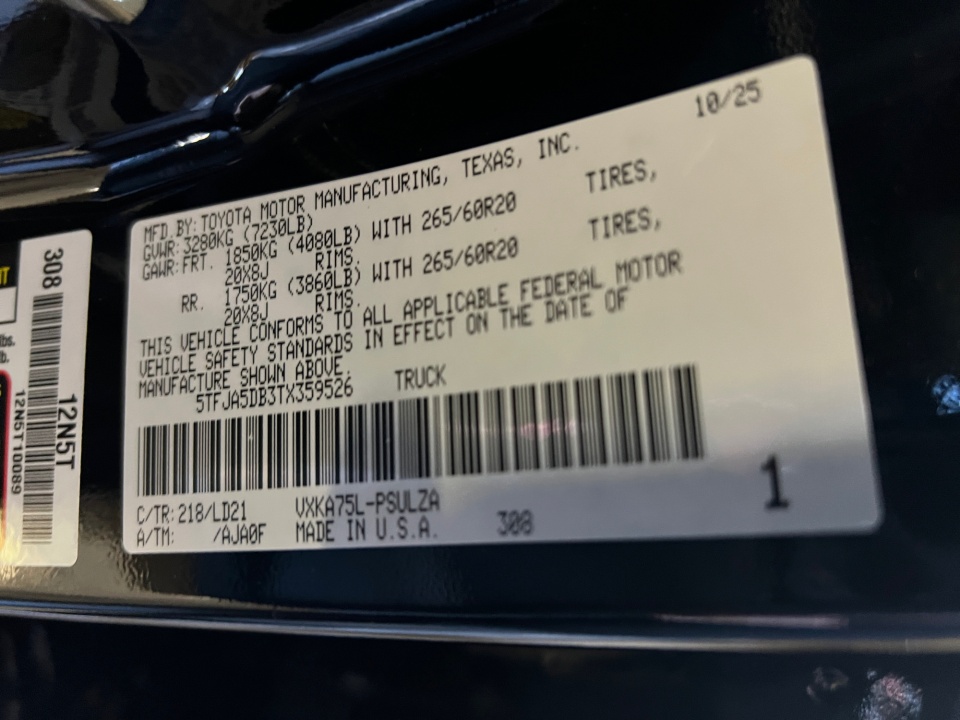 10/25
MFD.BY:TOYOTA MOTOR MANUFACTURING, TEXAS, INC.
GVWR:3280KG (7230LB)
GAWR:FRT. 1850KG (4080LB) WITH 265/60R20 TIRES,
20X8J RIMS.
RR. 1750KG (3860LB) WITH 265/60R20 TIRES,
20X8J RIMS.
THIS VEHICLE CONFORMS TO ALL APPLICABLE FEDERAL MOTOR
VEHICLE SAFETY STANDARDS IN EFFECT ON THE DATE OF
MANUFACTURE SHOWN ABOVE.
5TFJA5DB3TX359526 TRUCK
C/TR:218/LD21 VXKA75L-PSULZA
A/TM: /AJA0F MADE IN U.S.A. 308
1
308
12N5T
12N5T10089
lbs.
lb.